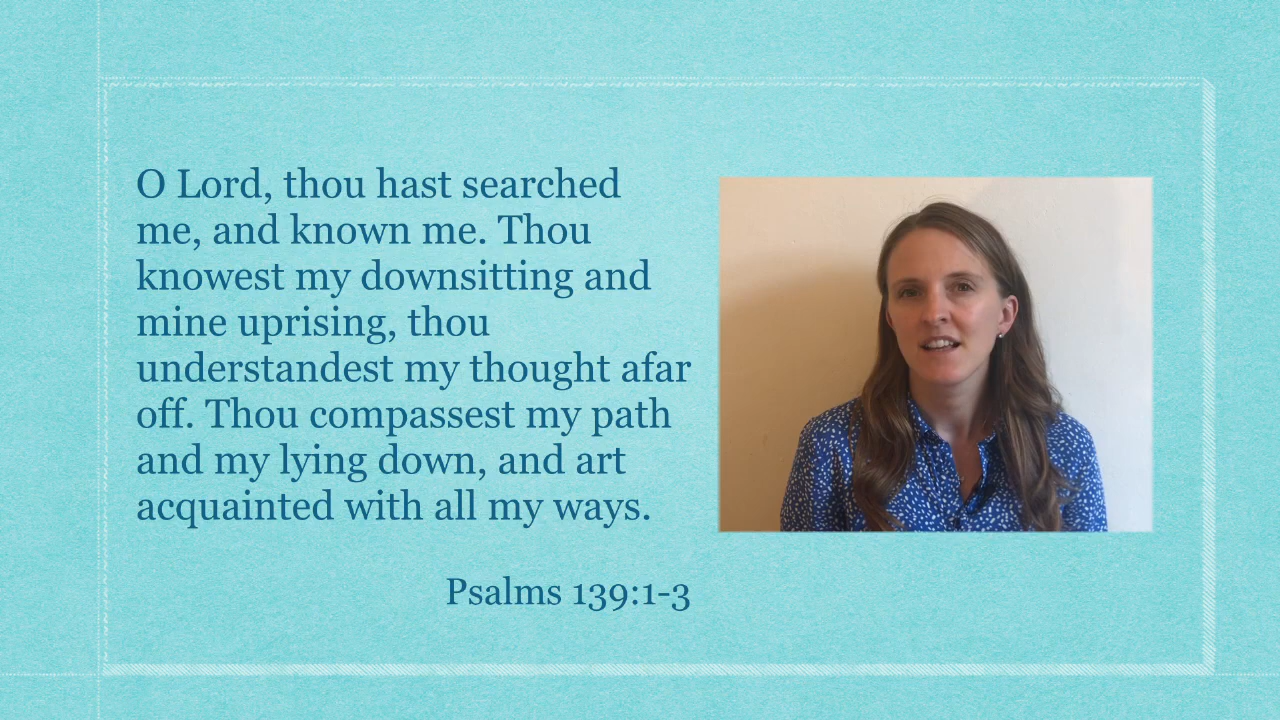 O Lord, thou hast searched
me, and known me. Thou
knowest my downsitting and
mine uprising, thou
understandest my thought afar
off. Thou compassest my path
and my lying down, and art
acquainted with all my ways.
Psalms 139:1-3